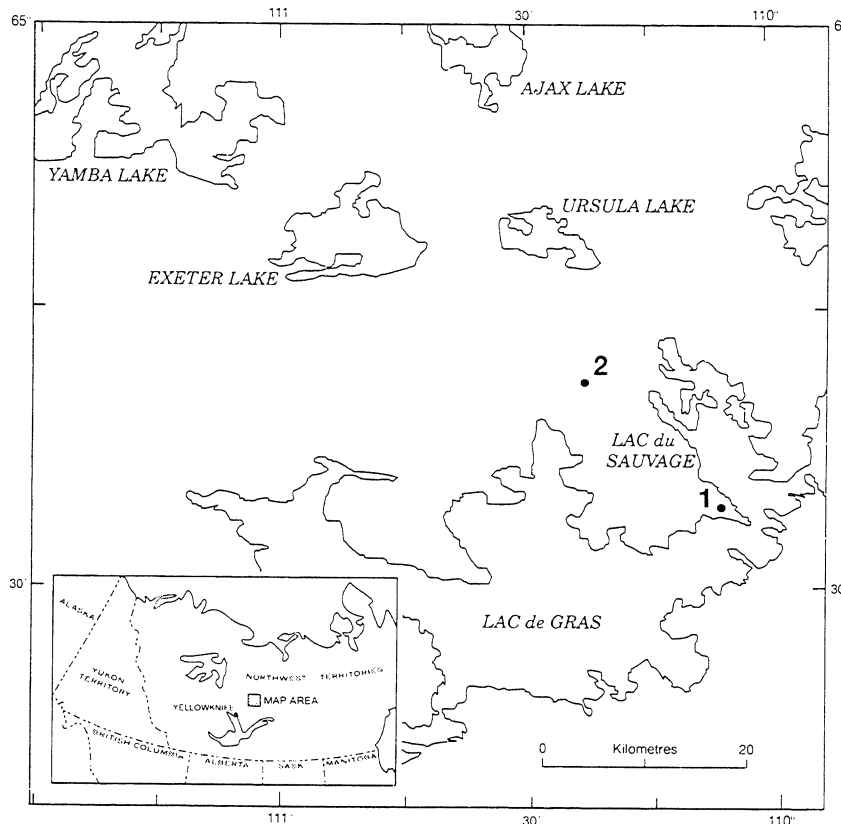 65°
111
30´
110°
AJAX LAKE
YAMBA LAKE
URSULA LAKE
EXETER LAKE
2
LAC du
SAUVAGE
1
30´
30
LAC de GRAS
ALASKA
YUKON
TERRITORY
NORTHWEST TERRITORIES
YELLOWKNIFE
MAP AREA
BRITISH COLUMBIA
ALBERTA
SASK
MANITOBA
0 Kilometres 20
111
30´
110°